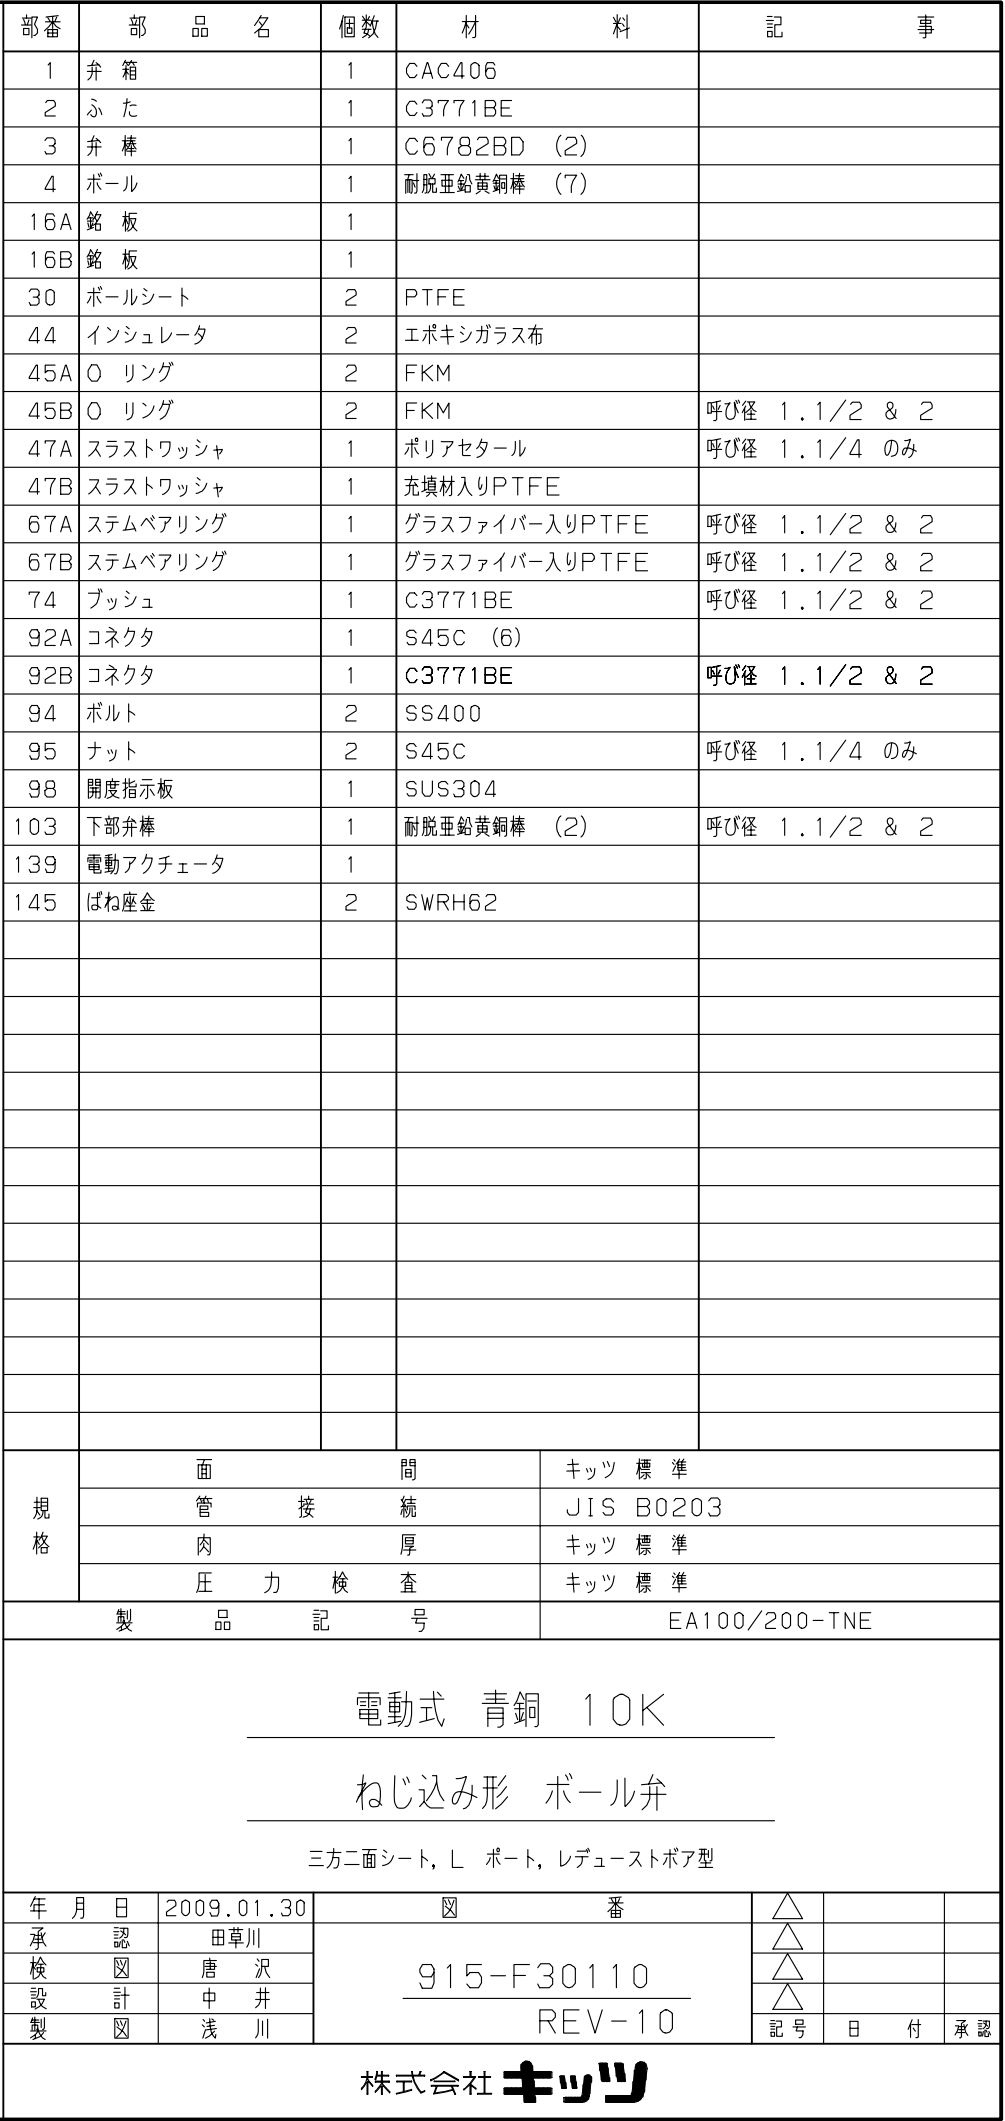 部番 部品名 個数 材料 記事
1 弁箱 1 CAC406
2 ふた 1 C3771BE
3 弁棒 1 C6782BD (2)
4 ボール 1 耐脱亜鉛黄銅棒 (7)
16A 銘板 1
16B 銘板 1
30 ボールシート 2 PTFE
44 インシュレータ 2 エポキシガラス布
45A O リング 2 FKM
45B O リング 2 FKM 呼び径 1.1/2 & 2
47A スラストワッシャ 1 ポリアセタール 呼び径 1.1/4 のみ
47B スラストワッシャ 1 充填材入りPTFE
67A ステムベアリング 1 グラスファイバー入りPTFE 呼び径 1.1/2 & 2
67B ステムベアリング 1 グラスファイバー入りPTFE 呼び径 1.1/2 & 2
74 ブッシュ 1 C3771BE 呼び径 1.1/2 & 2
92A コネクタ 1 S45C (6)
92B コネクタ 1 C3771BE 呼び径 1.1/2 & 2
94 ボルト 2 SS400
95 ナット 2 S45C 呼び径 1.1/4 のみ
98 開度指示板 1 SUS304
103 下部弁棒 1 耐脱亜鉛黄銅棒 (2) 呼び径 1.1/2 & 2
139 電動アクチェータ 1
145 ばね座金 2 SWRH62
規格
面間 キッツ 標準
管接続 JIS B0203
肉厚 キッツ 標準
圧力検査 キッツ 標準
製品記号 EA100/200-TNE
電動式 青銅 10K
ねじ込み形 ボール弁
三方二面シート, L ポート, レデューストボア型
年月日 2009.01.30 図番 △
承認 田草川 △
検図 唐沢 915-F30110 △
設計 中井 △
製図 浅川 REV-10 記号 日付 承認
株式会社 キッツ